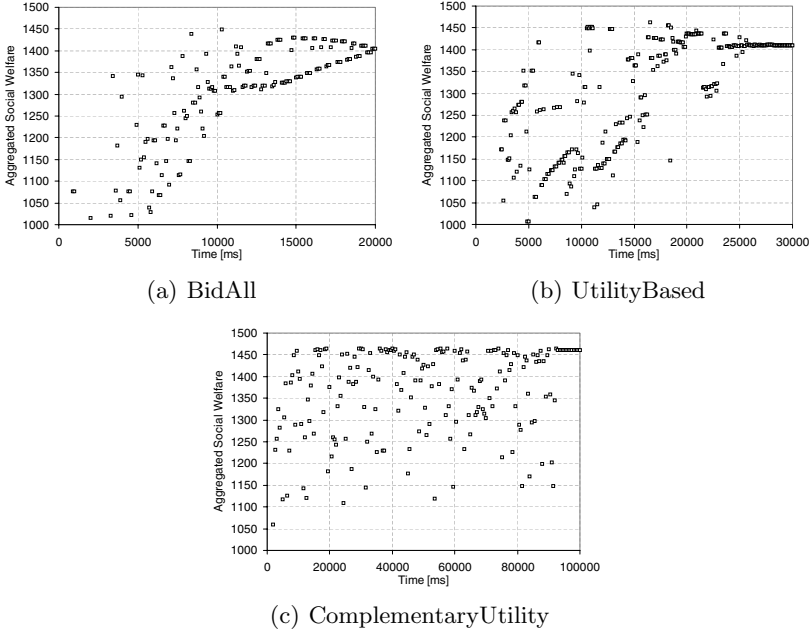 1500
1450
1400
1350
1300
1250
1200
1150
1100
1050
1000
Aggregated Social Welfare
0 5000 10000 15000 20000
Time [ms]
(a) BidAll
1500
1450
1400
1350
1300
1250
1200
1150
1100
1050
1000
Aggregated Social Welfare
0 5000 10000 15000 20000 25000 30000
Time [ms]
(b) UtilityBased
1500
1450
1400
1350
1300
1250
1200
1150
1100
1050
1000
Aggregated Social Welfare
0 20000 40000 60000 80000 100000
Time [ms]
(c) ComplementaryUtility